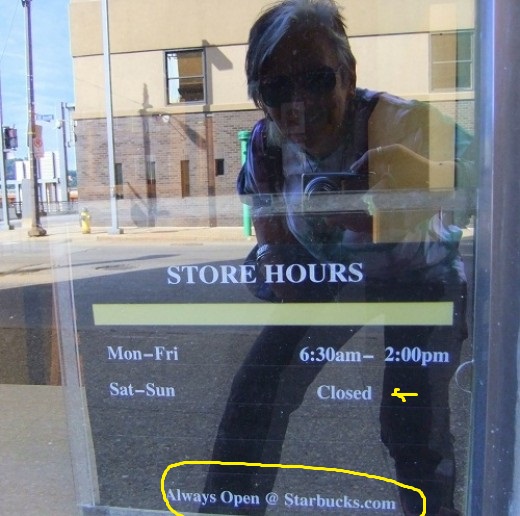 STORE HOURS
Mon–Fri 6:30am– 2:00pm
Sat–Sun Closed
Always Open @ Starbucks.com